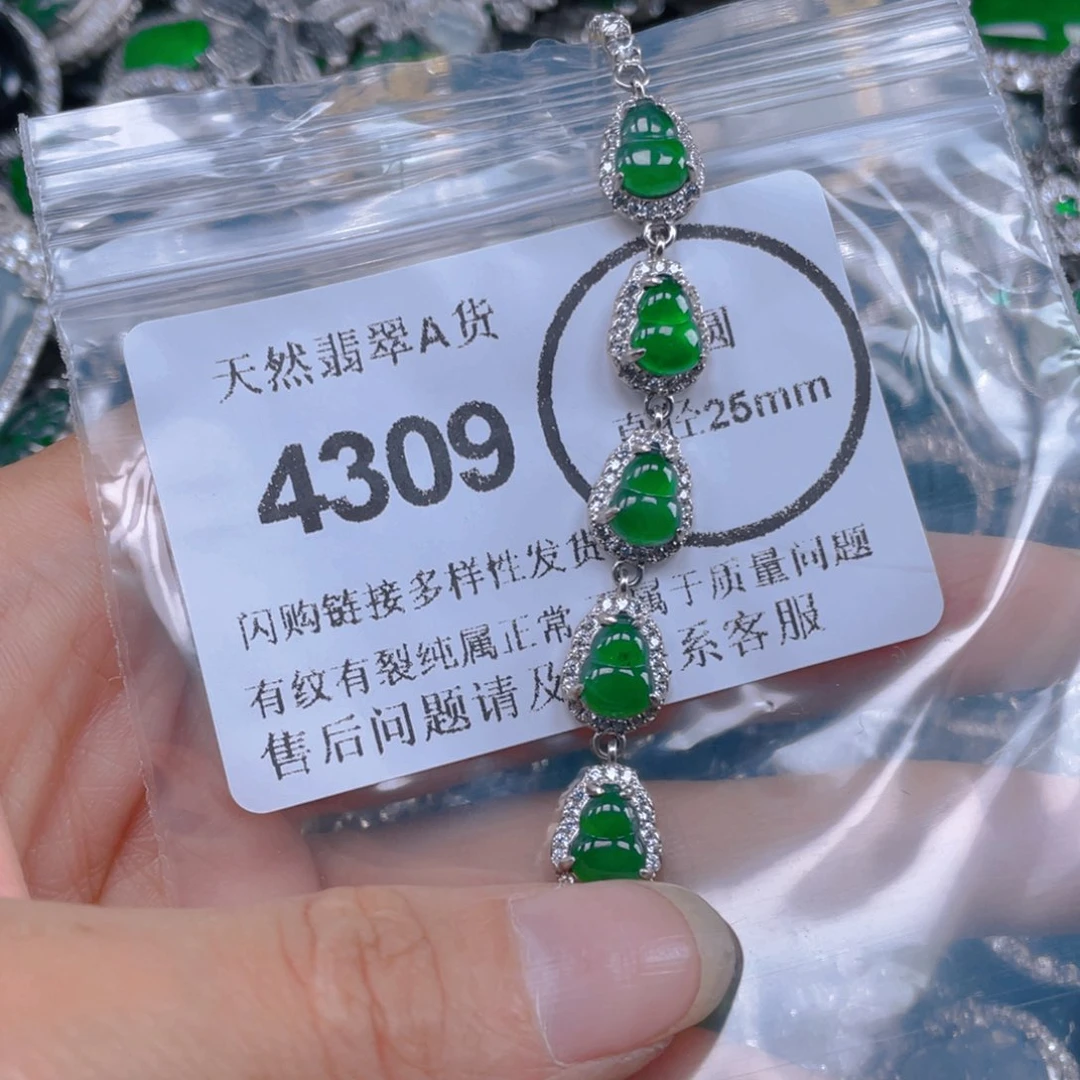 天然翡翠A货
4309
圆
直径25mm
闪购链接多样性发货
有纹有裂纯属正常 属于质量问题
售后问题请及 系客服